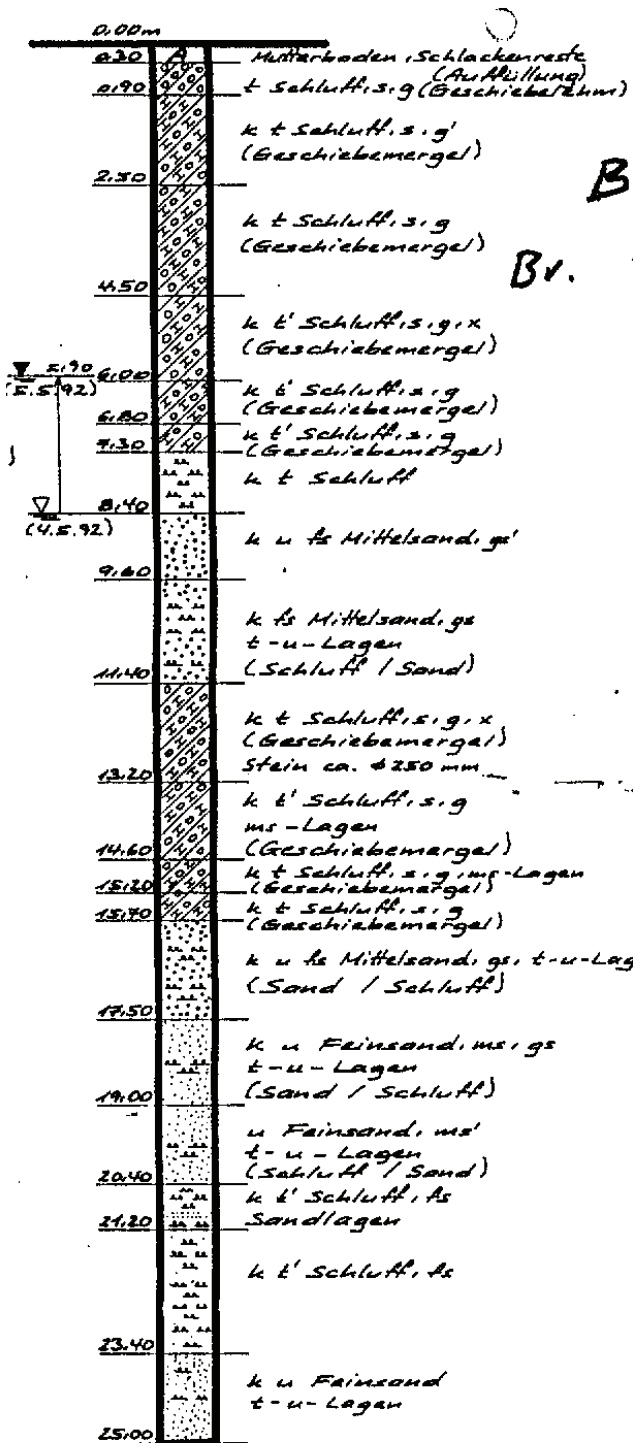 0.00m
0.30 A Mutterboden, Schlackenreste
(Auffüllung)
0.90 t Schluff, s, g (Geschiebelehm)
k t Schluff, s, g'
(Geschiebemergel)
2.50
B
k t Schluff, s, g
(Geschiebemergel)
Br.
4.50
k t' Schluff, s, g, x
(Geschiebemergel)
5.90
6.00
(5.5.92)
k t' Schluff, s, g
(Geschiebemergel)
6.80
k t' Schluff, s, g
7.30 (Geschiebemergel)
)
k t Schluff
8.40
(4.5.92)
k u fs Mittelsand, gs'
9.60
k fs Mittelsand, gs
t-u-Lagen
(Schluff / Sand)
11.40
k t Schluff, s, g, x
(Geschiebemergel)
Stein ca. ø 250 mm
13.20
k t' Schluff, s, g
ms-Lagen
(Geschiebemergel)
14.60
k t Schluff, s, g, ms-Lagen
15.20 (Geschiebemergel)
k t Schluff, s, g
15.70 (Geschiebemergel)
k u fs Mittelsand, gs, t-u-Lag
(Sand / Schluff)
17.50
k u Feinsand, ms, gs
t-u-Lagen
(Sand / Schluff)
19.00
u Feinsand, ms'
t-u-Lagen
(Schluff / Sand)
20.40
k t' Schluff, fs
Sandlagen
21.20
k t' Schluff, fs
23.40
k u Feinsand
t-u-Lagen
25.00